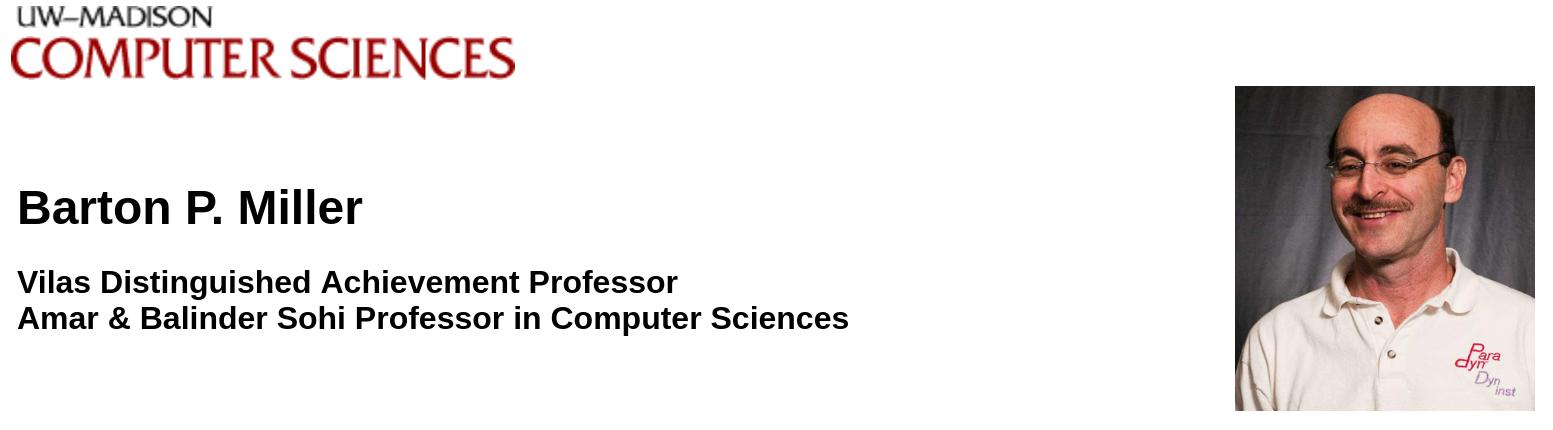 UW–MADISON
COMPUTER SCIENCES
Barton P. Miller
Vilas Distinguished Achievement Professor
Amar & Balinder Sohi Professor in Computer Sciences
Para
dyn
Dyn
inst